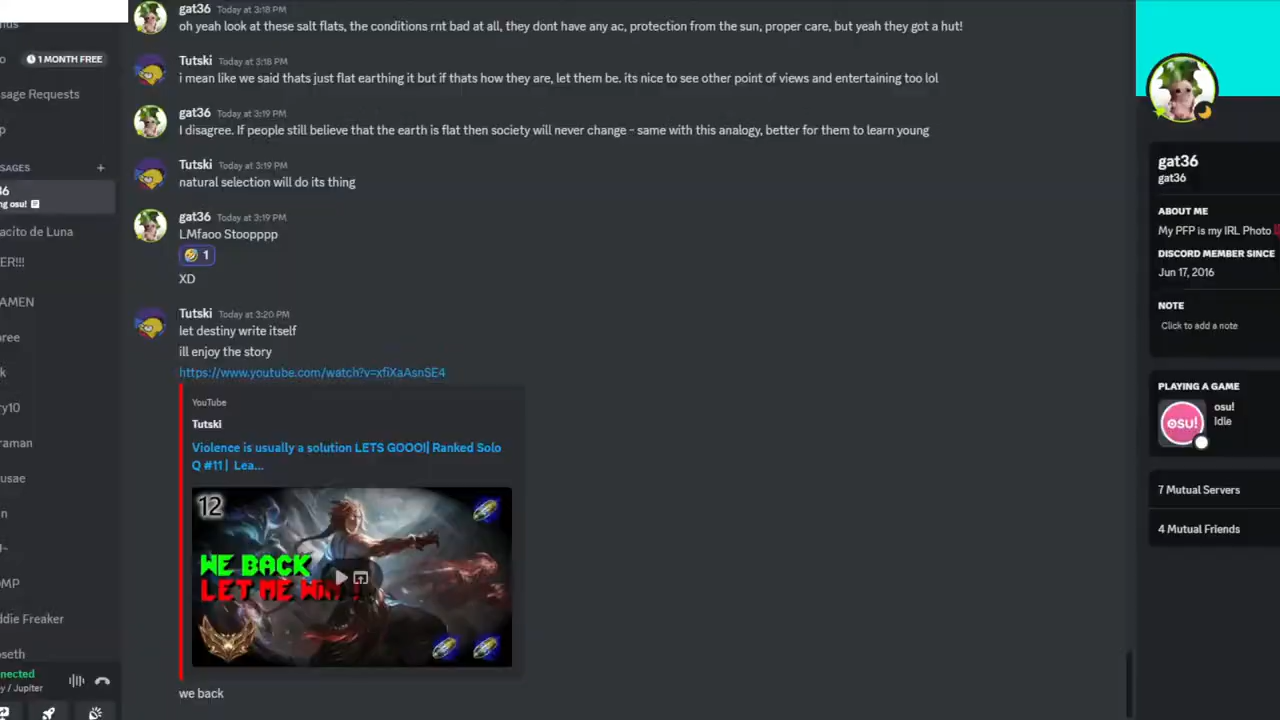 1 MONTH FREE
sage Requests
SAGES +
36
ng osu!
acito de Luna
ER!!!
AMEN
ree
k
ry10
raman
usae
n
OMP
ddie Freaker
oseth
nected
y / Jupiter
gat36 Today at 3:18 PM
oh yeah look at these salt flats, the conditions rnt bad at all, they dont have any ac, protection from the sun, proper care, but yeah they got a hut!
Tutski Today at 3:18 PM
i mean like we said thats just flat earthing it but if thats how they are, let them be. its nice to see other point of views and entertaining too lol
gat36 Today at 3:19 PM
I disagree. If people still believe that the earth is flat then society will never change - same with this analogy, better for them to learn young
Tutski Today at 3:19 PM
natural selection will do its thing
gat36 Today at 3:19 PM
LMfaoo Stoopppp
1
XD
Tutski Today at 3:20 PM
let destiny write itself
ill enjoy the story
https://www.youtube.com/watch?v=xfiXaAsnSE4
YouTube
Tutski
Violence is usually a solution LETS GOOO!| Ranked Solo
Q #11 | Lea...
12
WE BACK
LET ME
we back
gat36
gat36
ABOUT ME
My PFP is my IRL Photo
DISCORD MEMBER SINCE
Jun 17, 2016
NOTE
Click to add a note
PLAYING A GAME
osu!
osu!
Idle
7 Mutual Servers
4 Mutual Friends